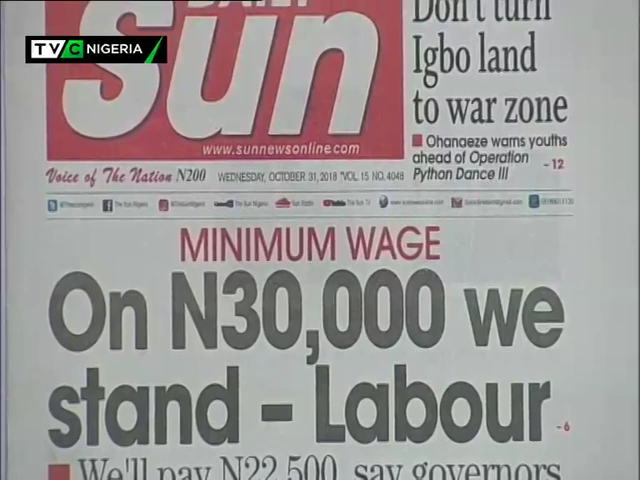 TVC NIGERIA
DAILY
Sun
www.sunnewsonline.com
Don't turn
Igbo land
to war zone
Ohanaeze warns youths
ahead of Operation
Python Dance III
-12
Voice of The Nation N200 WEDNESDAY, OCTOBER 31, 2018 VOL. 15 NO. 4048
MINIMUM WAGE
On N30,000 we
stand – Labour
-6
We'll pay N22,500, say governors